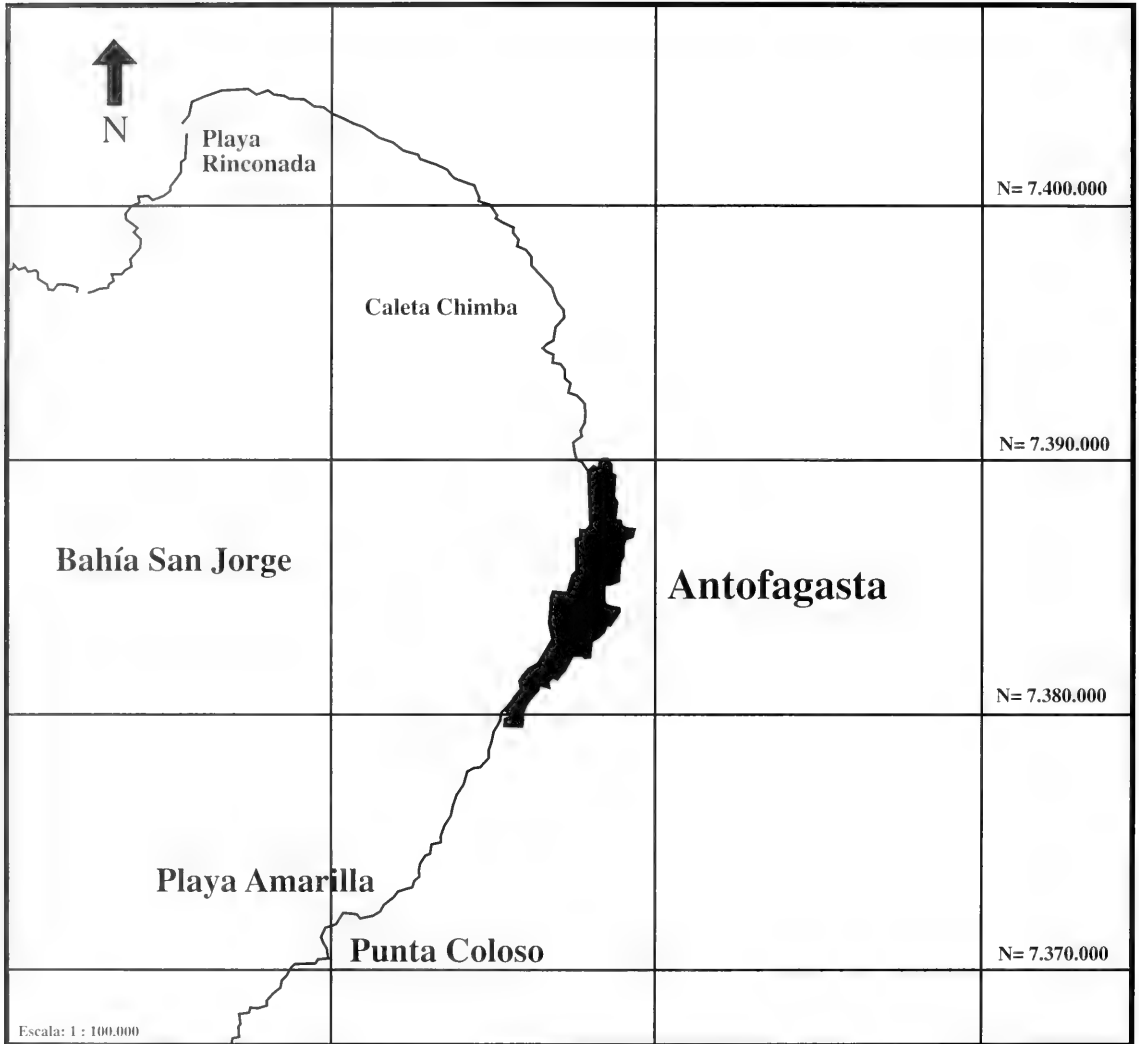 N
Playa
Rinconada
N= 7.400.000
Caleta Chimba
N= 7.390.000
Bahía San Jorge
Antofagasta
N= 7.380.000
Playa Amarilla
Punta Coloso
N= 7.370.000
Escala: 1 : 100.000